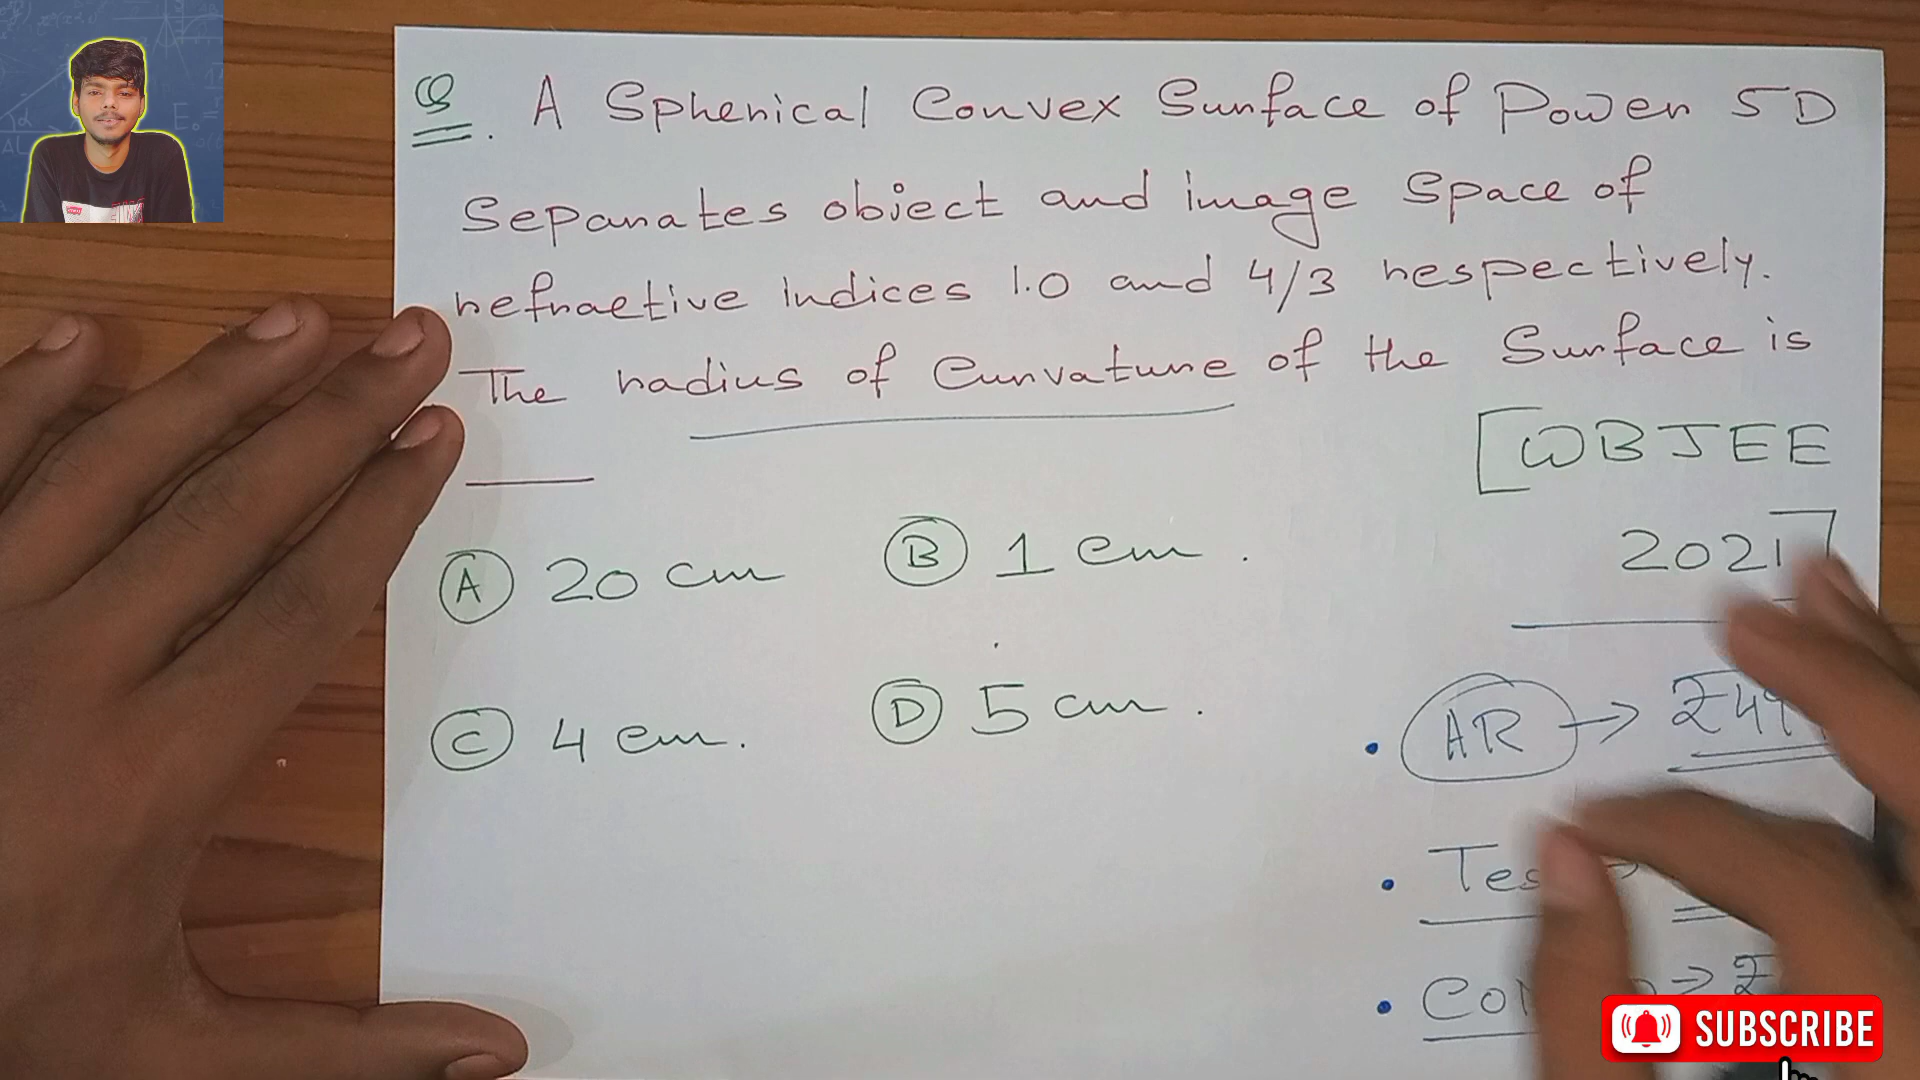 Q. A Spherical Convex Surface of Power 5D
Separates object and image Space of
refractive indices 1.0 and 4/3 respectively.
The radius of Curvature of the Surface is
A 20 cm B 1 cm.
C 4 cm. D 5 cm.
[WBJEE
2021]
• AR →
SUBSCRIBE